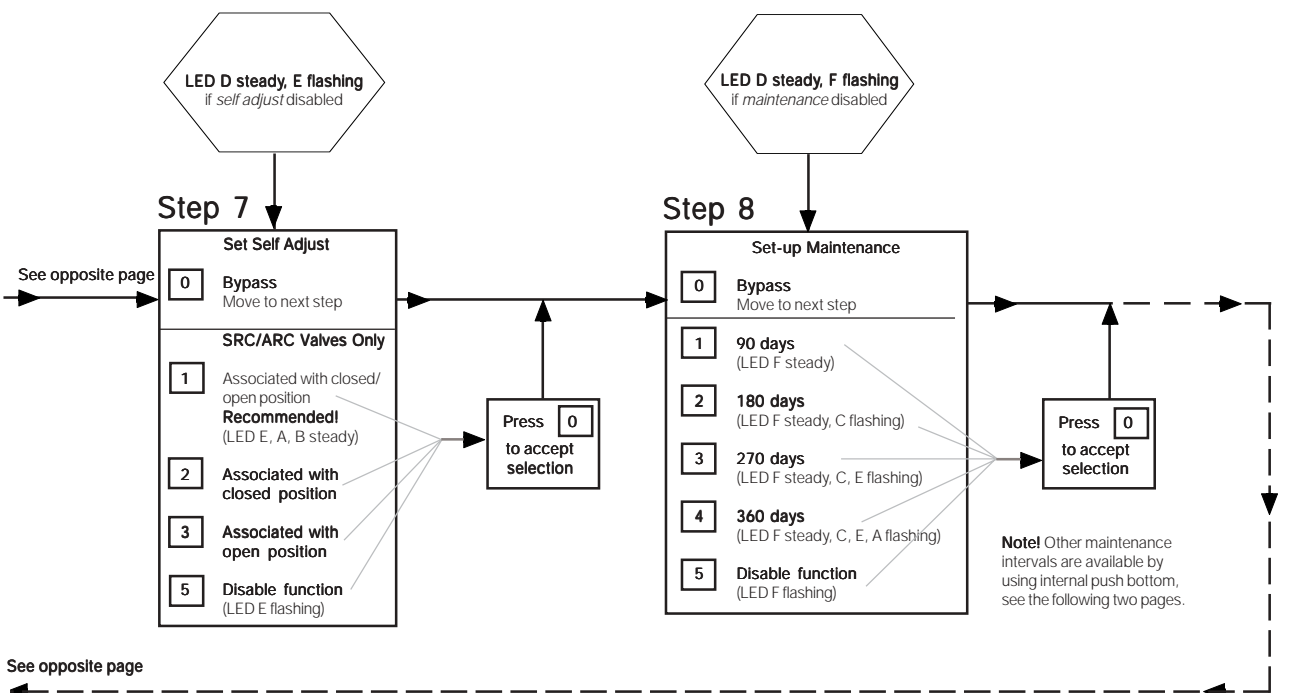 LED D steady, E flashing
if self adjust disabled
LED D steady, F flashing
if maintenance disabled
Step 7
See opposite page
Set Self Adjust
0 Bypass
Move to next step
SRC/ARC Valves Only
1 Associated with closed/
open position
Recommended!
(LED E, A, B steady)
2 Associated with
closed position
3 Associated with
open position
5 Disable function
(LED E flashing)
Press 0
to accept
selection
Step 8
Set-up Maintenance
0 Bypass
Move to next step
1 90 days
(LED F steady)
2 180 days
(LED F steady, C flashing)
3 270 days
(LED F steady, C, E flashing)
4 360 days
(LED F steady, C, E, A flashing)
5 Disable function
(LED F flashing)
Press 0
to accept
selection
Note! Other maintenance
intervals are available by
using internal push bottom,
see the following two pages.
See opposite page